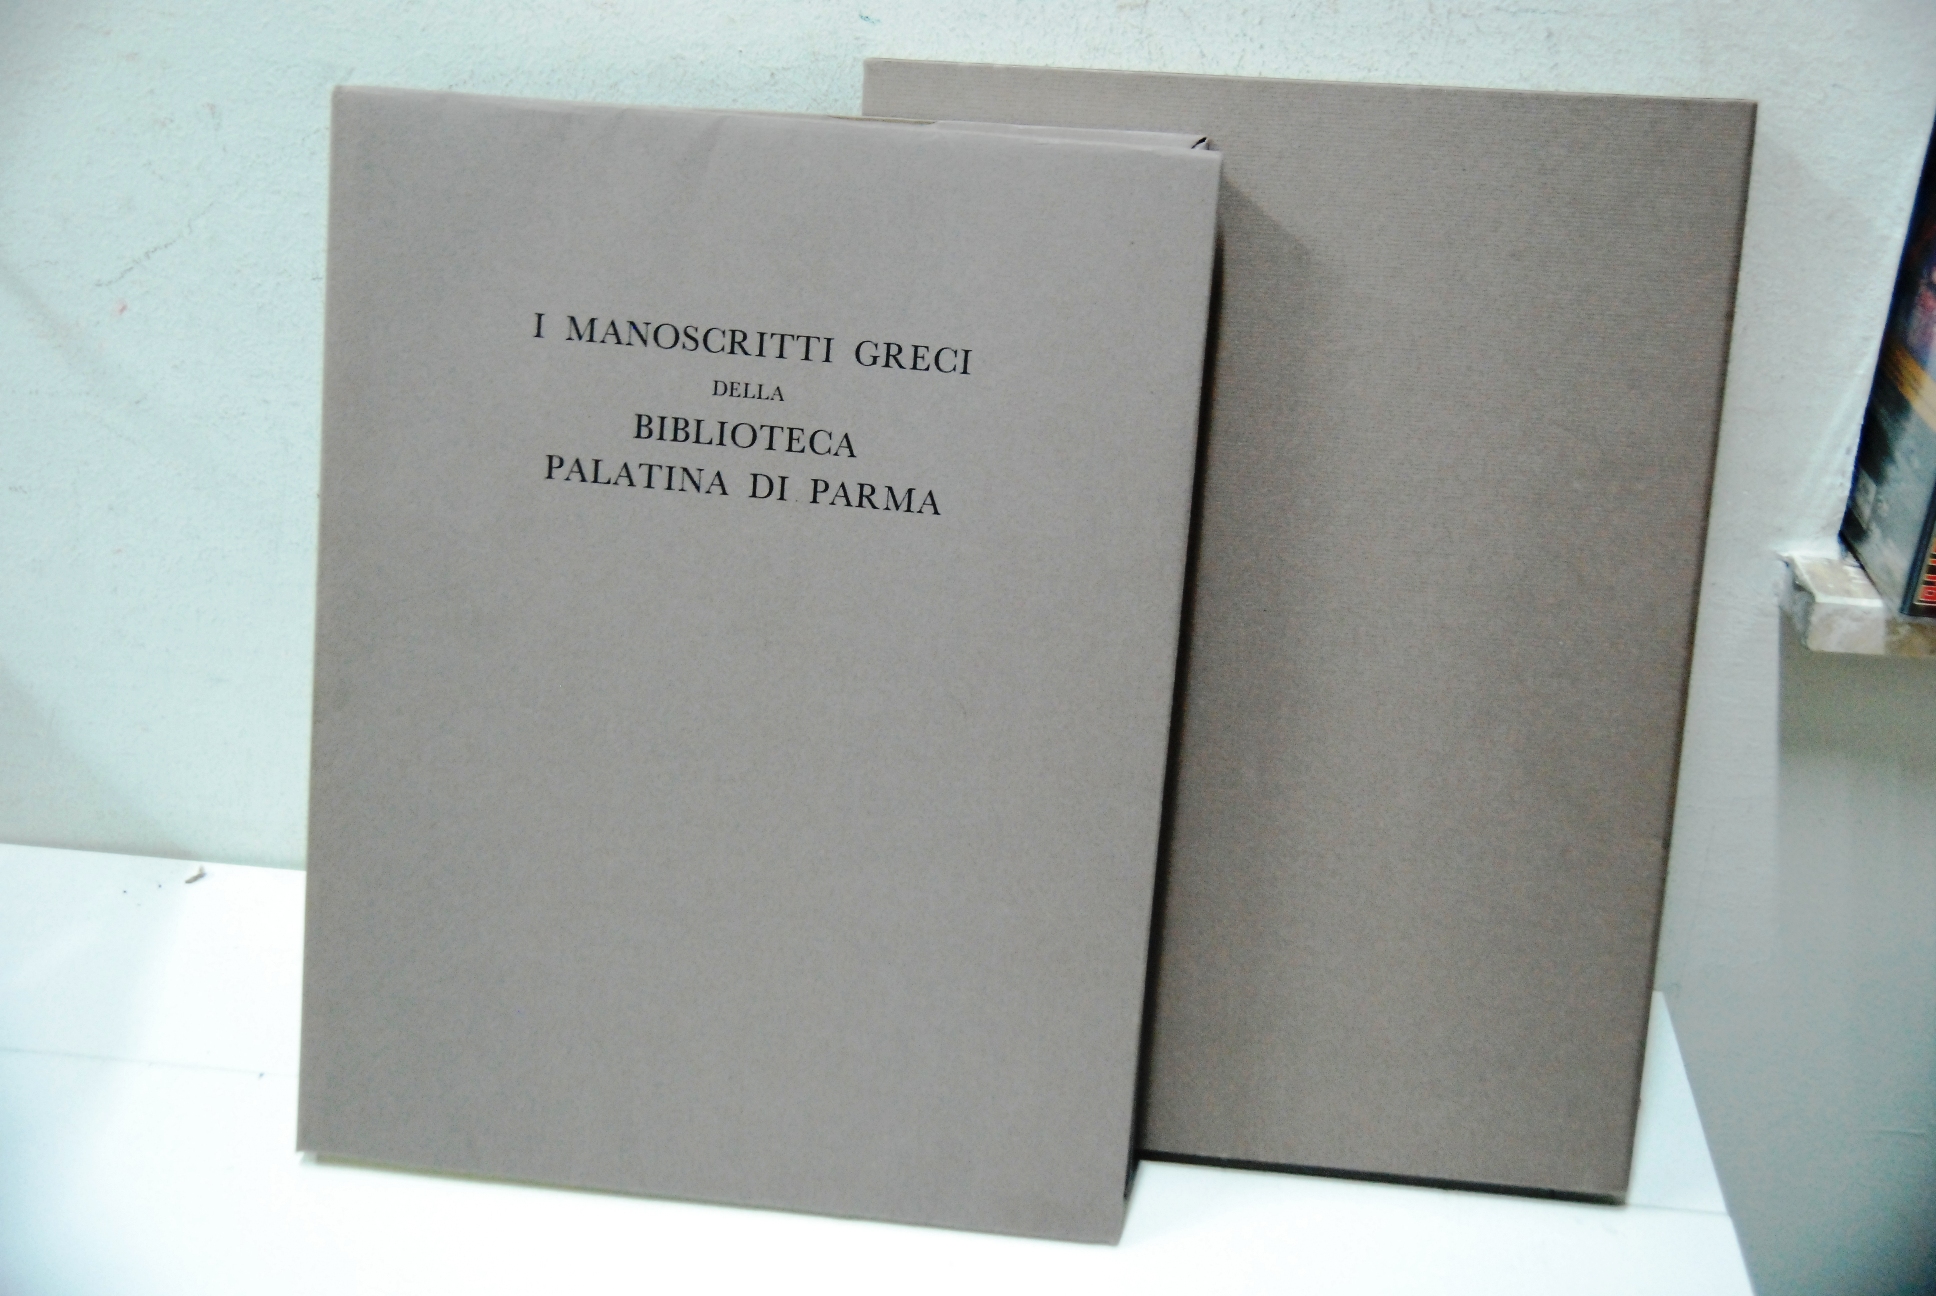 I MANOSCRITTI GRECI
DELLA
BIBLIOTECA
PALATINA DI PARMA